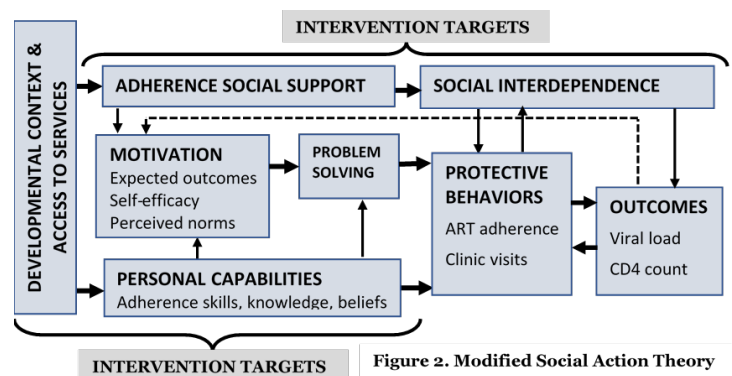 INTERVENTION TARGETS
DEVELOPMENTAL CONTEXT &
ACCESS TO SERVICES
ADHERENCE SOCIAL SUPPORT
SOCIAL INTERDEPENDENCE
MOTIVATION
Expected outcomes
Self-efficacy
Perceived norms
PROBLEM
SOLVING
PROTECTIVE
BEHAVIORS
ART adherence
Clinic visits
OUTCOMES
Viral load
CD4 count
PERSONAL CAPABILITIES
Adherence skills, knowledge, beliefs
INTERVENTION TARGETS
Figure 2. Modified Social Action Theory